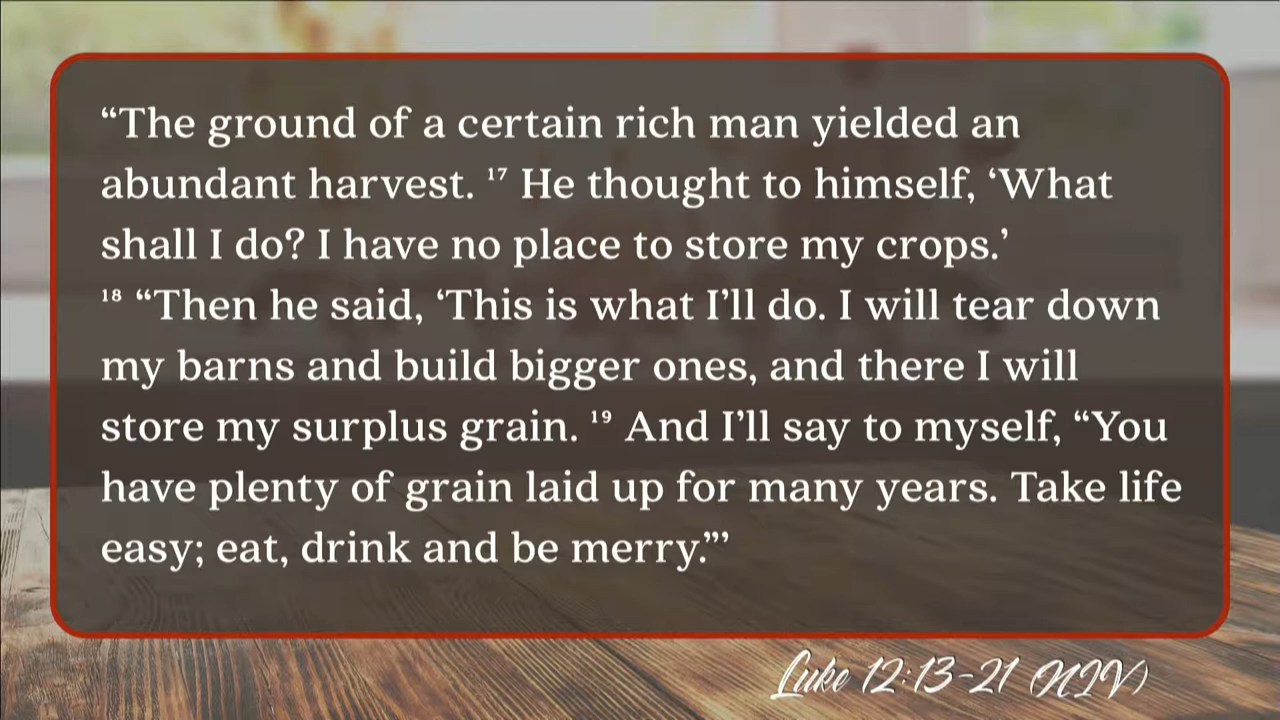 “The ground of a certain rich man yielded an
abundant harvest. ¹⁷ He thought to himself, ‘What
shall I do? I have no place to store my crops.’
¹⁸ “Then he said, ‘This is what I’ll do. I will tear down
my barns and build bigger ones, and there I will
store my surplus grain. ¹⁹ And I’ll say to myself, “You
have plenty of grain laid up for many years. Take life
easy; eat, drink and be merry.”’
Luke 12:13-21 (NIV)